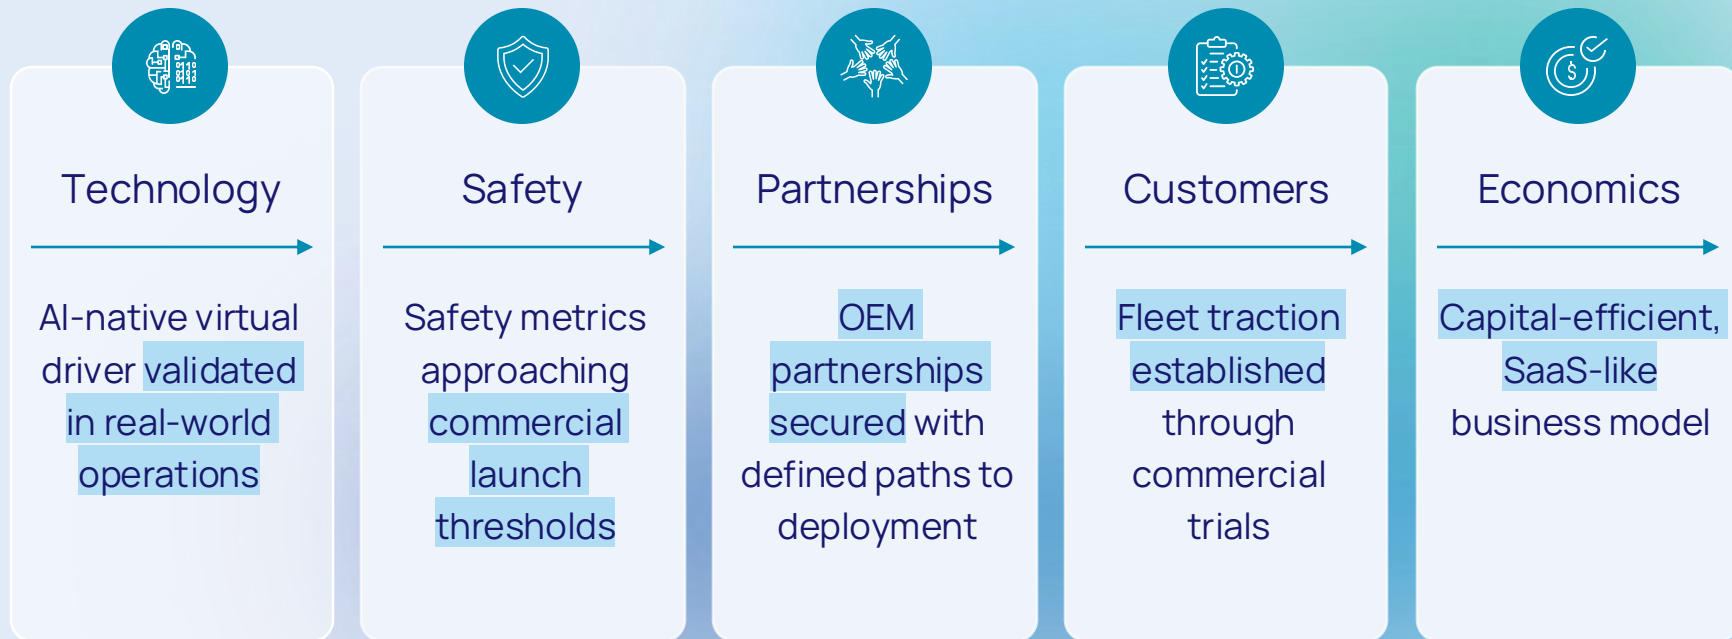 Technology
AI-native virtual
driver validated
in real-world
operations
Safety
Safety metrics
approaching
commercial
launch
thresholds
Partnerships
OEM
partnerships
secured with
defined paths to
deployment
Customers
Fleet traction
established
through
commercial
trials
Economics
Capital-efficient,
SaaS-like
business model